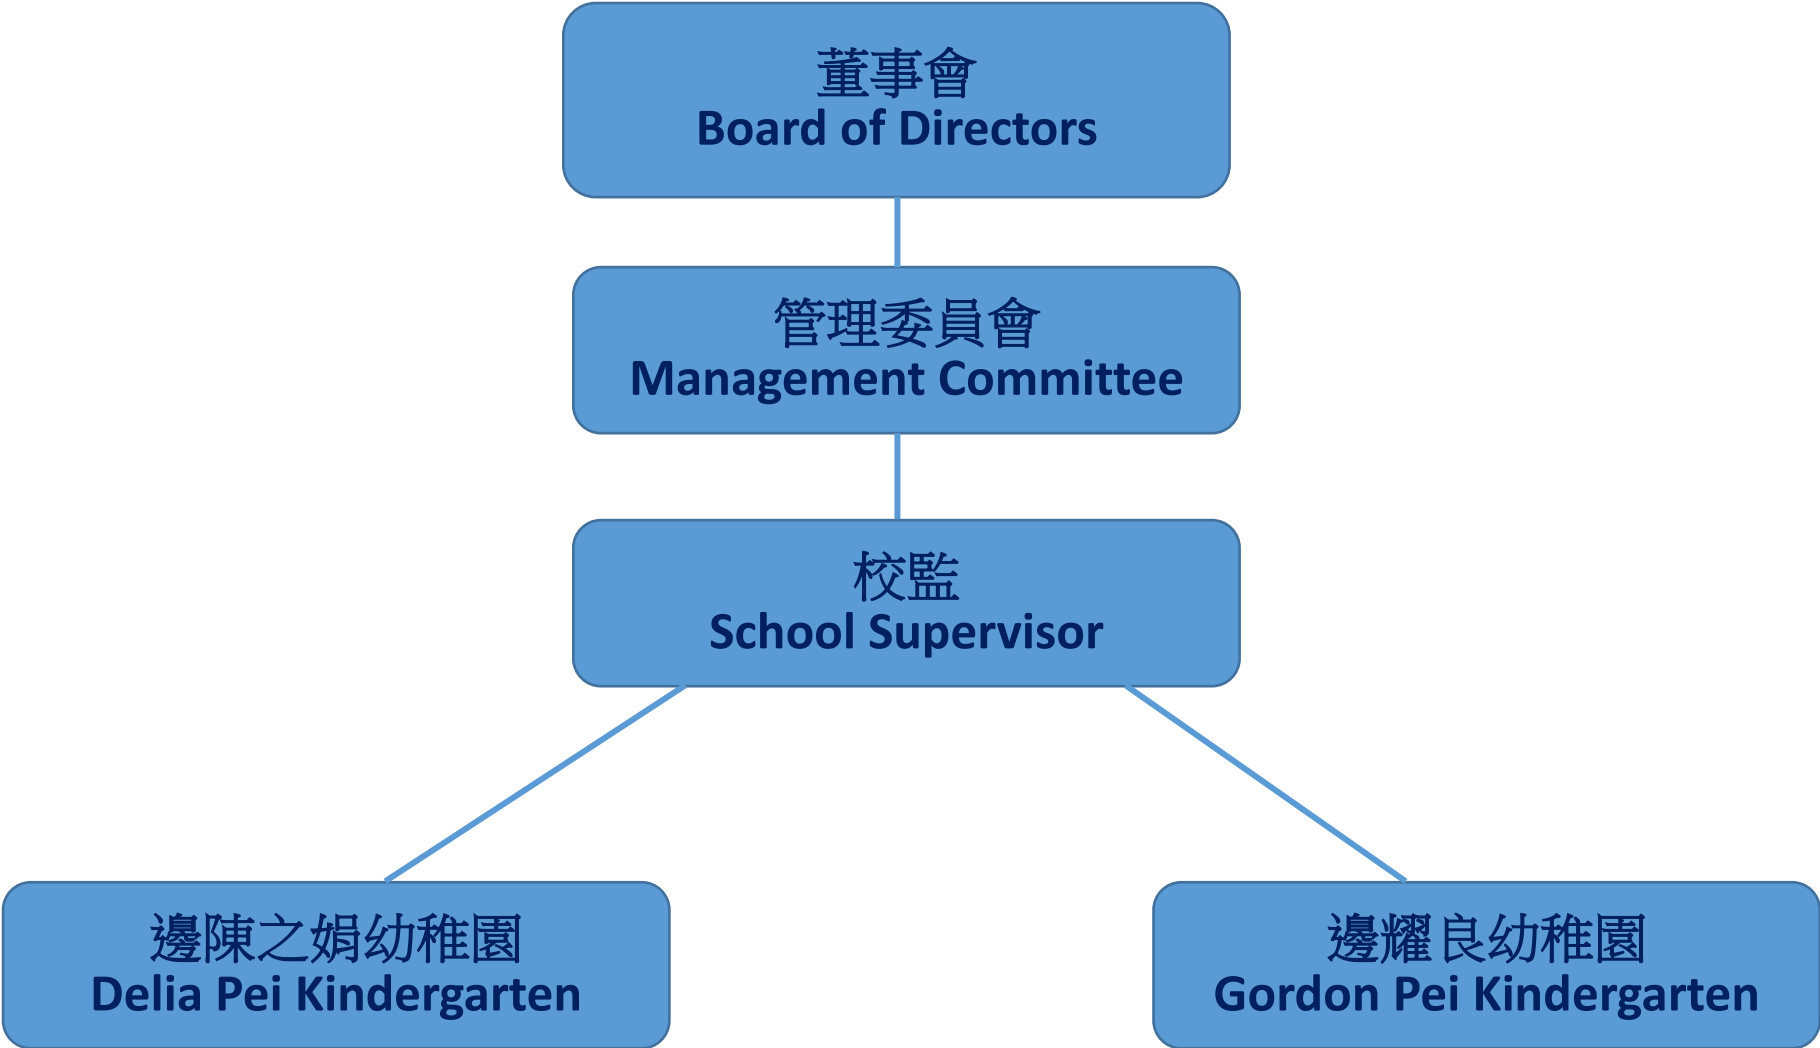 董事會
Board of Directors
管理委員會
Management Committee
校監
School Supervisor
邊陳之娟幼稚園
Delia Pei Kindergarten
邊耀良幼稚園
Gordon Pei Kindergarten